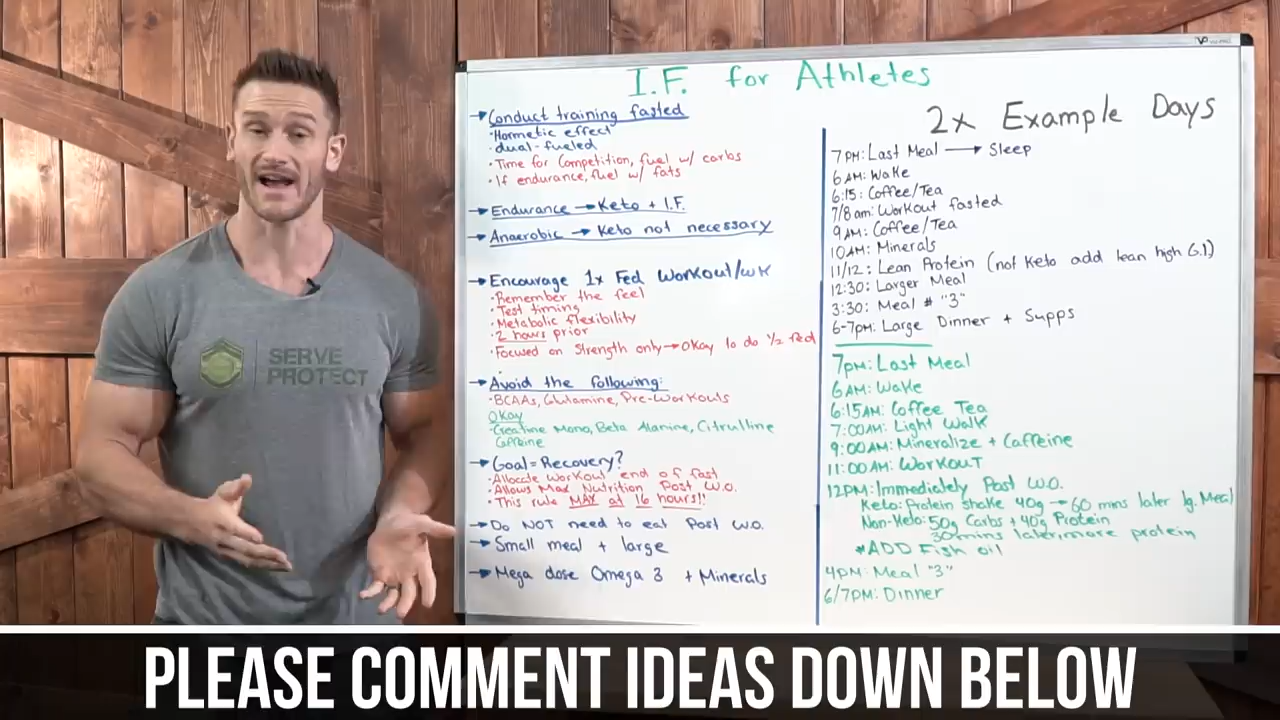 I.F. for Athletes
→ Conduct training fasted
• Hormetic effect
• dual-fueled
• Time for Competition, fuel w/ carbs
• If endurance, fuel w/ fats
→ Endurance → Keto + I.F.
→ Anaerobic → Keto not necessary
→ Encourage 1x Fed Workout/wk
• Remember the feel
• Test timing
• Metabolic flexibility
• 2 hours prior
• Focused on Strength only → Okay to do 1/2 fed
→ Avoid the following:
• BCAAs, Glutamine, Pre-Workouts
Okay
Creatine Mono, Beta Alanine, Citrulline
Caffeine
→ Goal = Recovery?
• Allocate workout end of fast
• Allows Max Nutrition Post W.O.
• This rule MAX at 16 hours!!
→ Do NOT need to eat Post W.O.
→ Small meal + large
→ Mega dose Omega 3 + Minerals
2x Example Days
7PM: Last Meal → Sleep
6AM: Wake
6:15: Coffee/Tea
7/8am: Workout fasted
9AM: Coffee/Tea
10AM: Minerals
11/12: Lean Protein (not Keto add lean high G.I)
12:30: Larger Meal
3:30: Meal # "3"
6-7pm: Large Dinner + Supps
7pm: Last Meal
6AM: Wake
6:15AM: Coffee Tea
7:00AM: Light Walk
9:00AM: Mineralize + Caffeine
11:00AM: Workout
12PM: Immediately Post W.O.
Keto: Protein shake 40g → 60 mins later lg. Meal
Non-Keto: 50g Carbs + 40g Protein
30mins later, more protein
*ADD Fish oil
4PM: Meal "3"
6/7PM: Dinner
SERVE
PROTECT
PLEASE COMMENT IDEAS DOWN BELOW